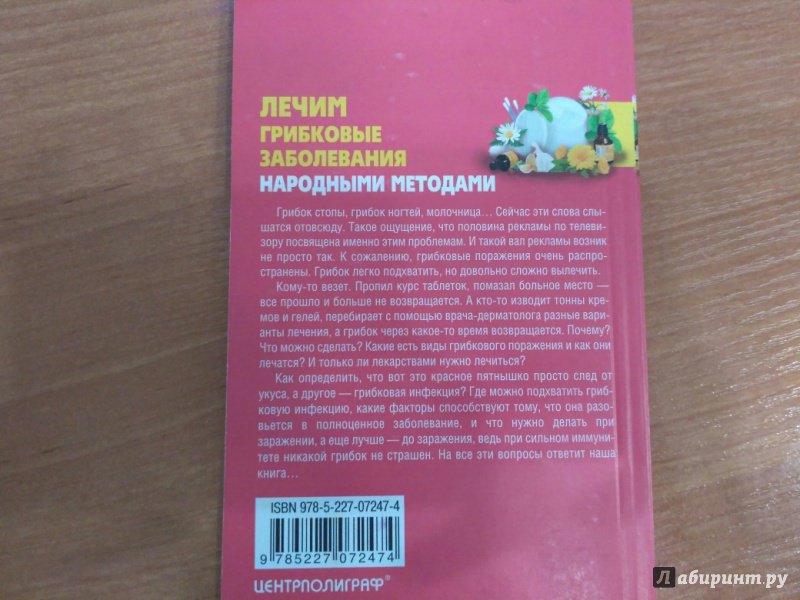 ЛЕЧИМ
ГРИБКОВЫЕ
ЗАБОЛЕВАНИЯ
НАРОДНЫМИ МЕТОДАМИ
Грибок стопы, грибок ногтей, молочница... Сейчас эти слова слы-
шатся отовсюду. Такое ощущение, что половина рекламы по телеви-
зору посвящена именно этим проблемам. И такой вал рекламы возник
не просто так. К сожалению, грибковые поражения очень распро-
странены. Грибок легко подхватить, но довольно сложно вылечить.
Кому-то везет. Пропил курс таблеток, помазал больное место —
все прошло и больше не возвращается. А кто-то изводит тонны кре-
мов и гелей, перебирает с помощью врача-дерматолога разные вари-
анты лечения, а грибок через какое-то время возвращается. Почему?
Что можно сделать? Какие есть виды грибкового поражения и как они
лечатся? И только ли лекарствами нужно лечиться?
Как определить, что вот это красное пятнышко просто след от
укуса, а другое — грибковая инфекция? Где можно подхватить гриб-
ковую инфекцию, какие факторы способствуют тому, что она разо-
вьется в полноценное заболевание, и что нужно делать при
заражении, а еще лучше — до заражения, ведь при сильном иммуни-
тете никакой грибок не страшен. На все эти вопросы ответит наша
книга...
ISBN 978-5-227-07247-4
9 785227 072474
ЦЕНТРПОЛИГРАФ®
Лабиринт.ру